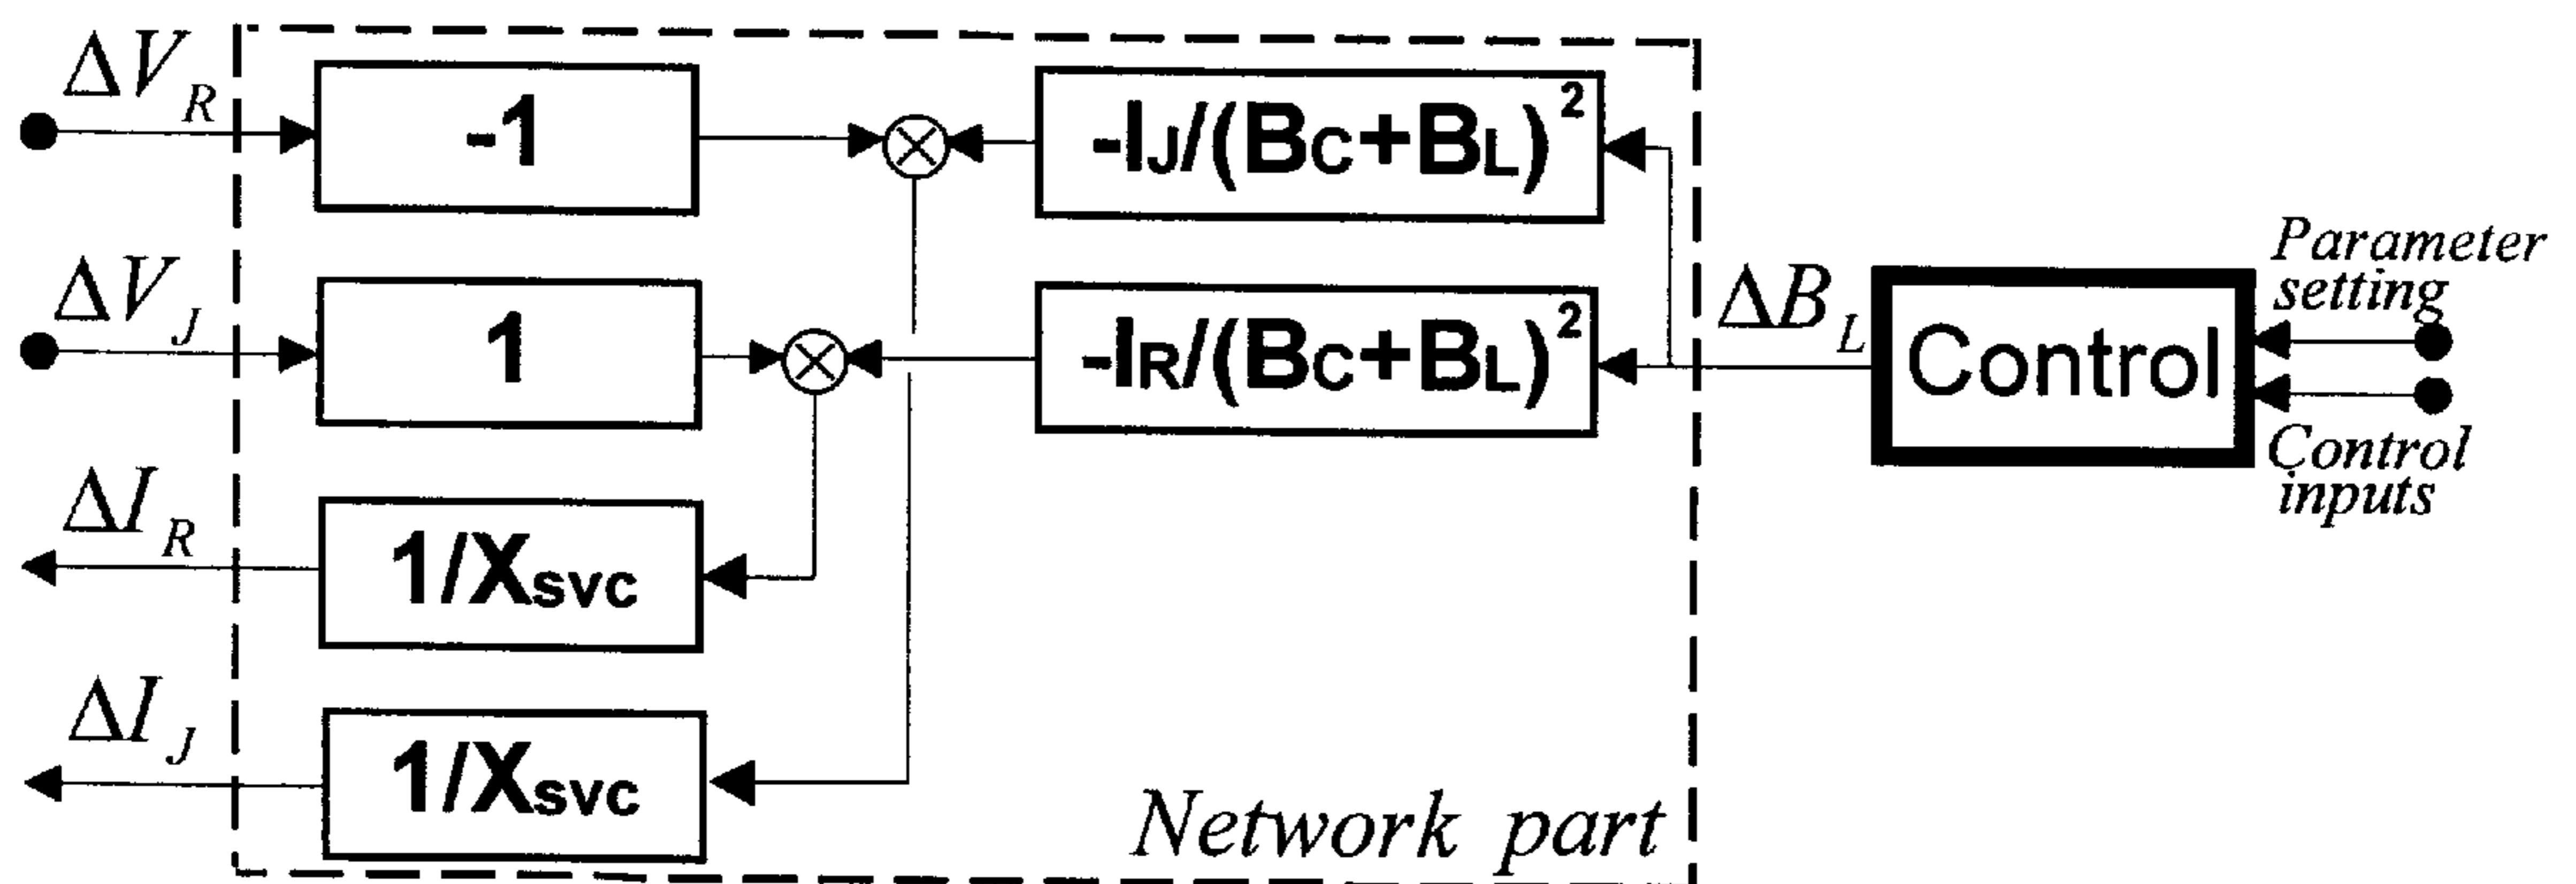 ΔV_R
-1
-I_J/(B_C+B_L)²
ΔV_J
1
-I_R/(B_C+B_L)²
ΔB_L
Control
Parameter
setting
Control
inputs
ΔI_R
1/X_SVC
ΔI_J
1/X_SVC
Network part